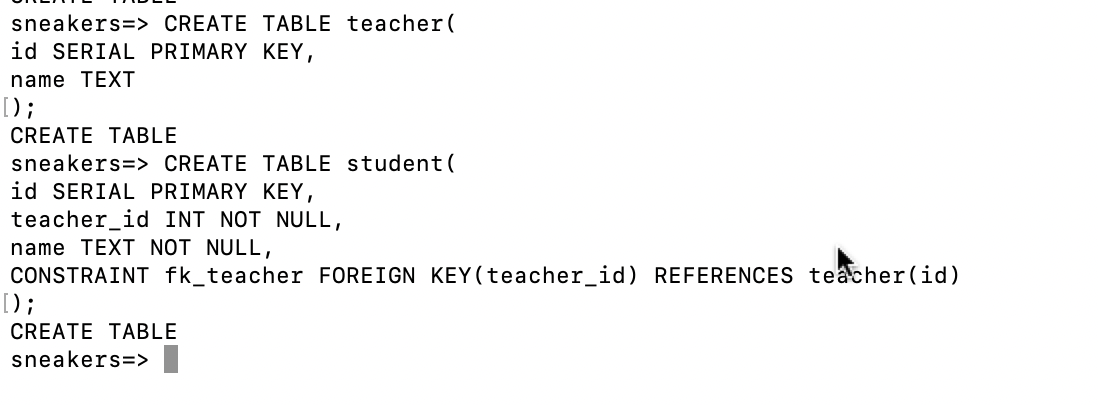 CREATE TABLE
sneakers=> CREATE TABLE teacher(
id SERIAL PRIMARY KEY,
name TEXT
[);
CREATE TABLE
sneakers=> CREATE TABLE student(
id SERIAL PRIMARY KEY,
teacher_id INT NOT NULL,
name TEXT NOT NULL,
CONSTRAINT fk_teacher FOREIGN KEY(teacher_id) REFERENCES teacher(id)
[);
CREATE TABLE
sneakers=>